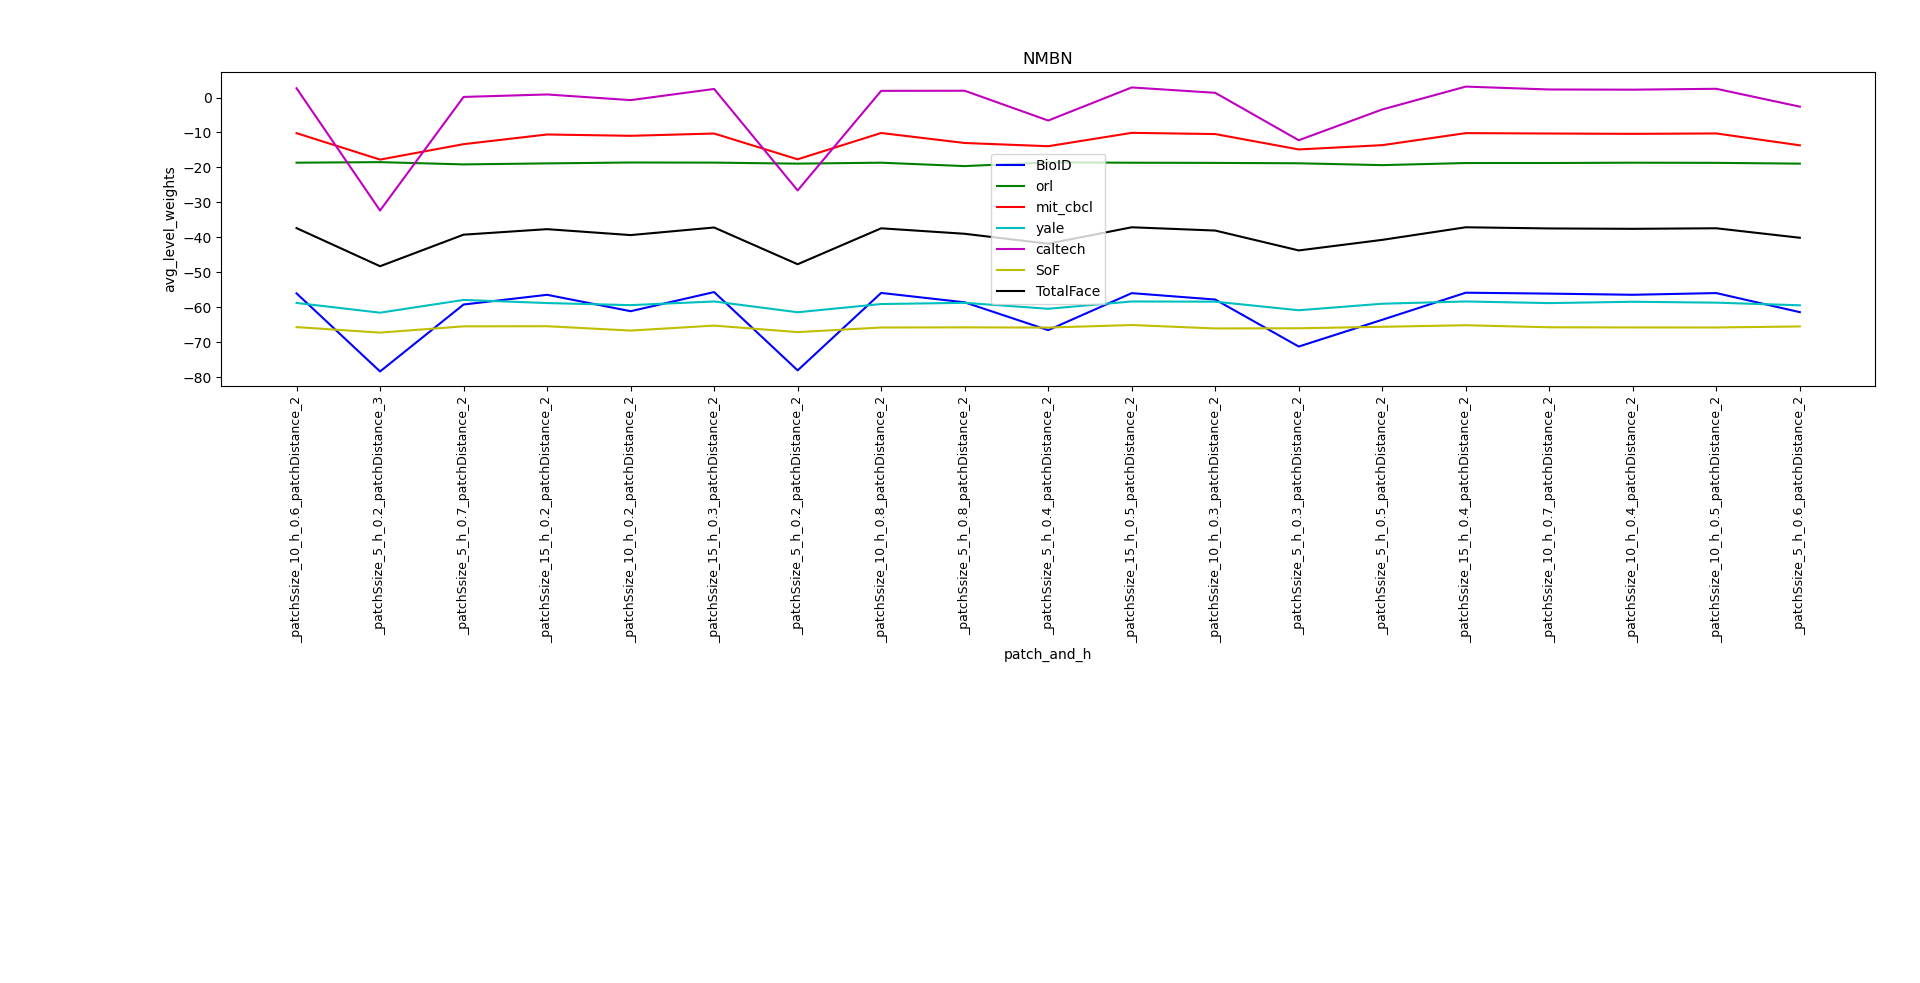 NMBN
avg_level_weights
0
−10
−20
−30
−40
−50
−60
−70
−80
BioID
orl
mit_cbcl
yale
caltech
SoF
TotalFace
_patchSsize_10_h_0.6_patchDistance_2
_patchSsize_5_h_0.2_patchDistance_3
_patchSsize_5_h_0.7_patchDistance_2
_patchSsize_15_h_0.2_patchDistance_2
_patchSsize_10_h_0.2_patchDistance_2
_patchSsize_15_h_0.3_patchDistance_2
_patchSsize_5_h_0.2_patchDistance_2
_patchSsize_10_h_0.8_patchDistance_2
_patchSsize_5_h_0.8_patchDistance_2
_patchSsize_5_h_0.4_patchDistance_2
_patchSsize_15_h_0.5_patchDistance_2
_patchSsize_10_h_0.3_patchDistance_2
_patchSsize_5_h_0.3_patchDistance_2
_patchSsize_5_h_0.5_patchDistance_2
_patchSsize_15_h_0.4_patchDistance_2
_patchSsize_10_h_0.7_patchDistance_2
_patchSsize_10_h_0.4_patchDistance_2
_patchSsize_10_h_0.5_patchDistance_2
_patchSsize_5_h_0.6_patchDistance_2
patch_and_h